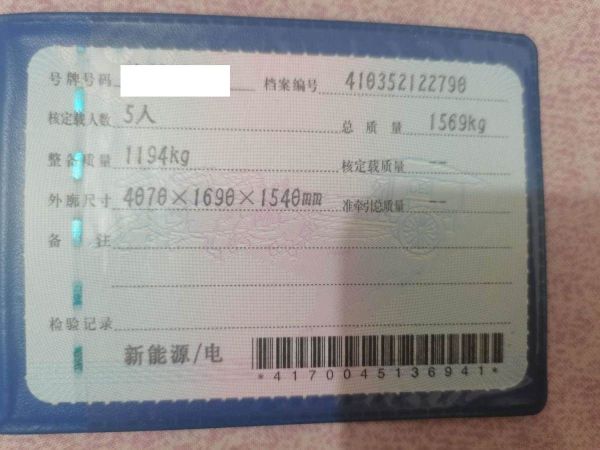 号牌号码 档案编号 410352122790
核定载人数 5人 总质量 1569kg
整备质量 1194kg 核定载质量 --
外廓尺寸 4070×1690×1540mm 准牵引总质量 --
备注
检验记录
新能源/电
*4170045136941*